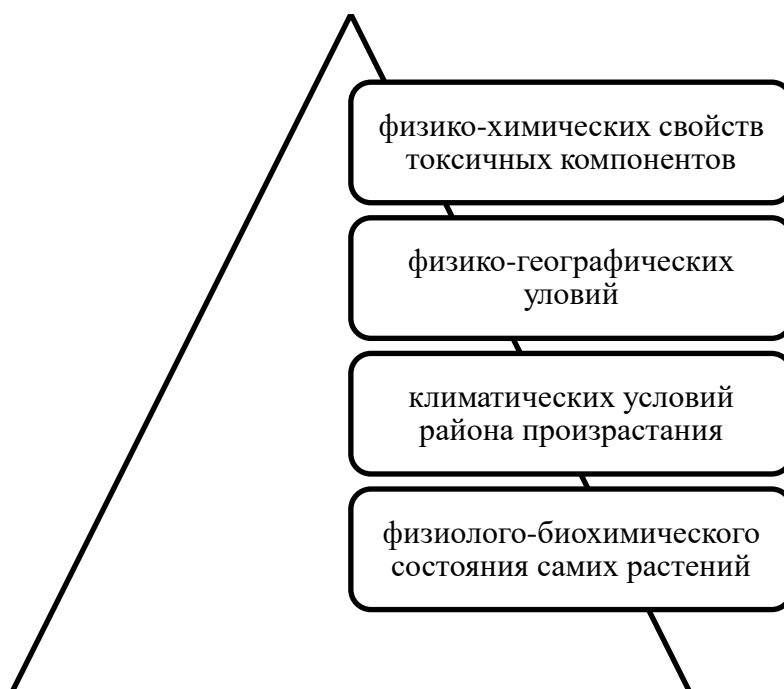 физико-химических свойств
токсичных компонентов
физико-географических
уловий
климатических условий
района произрастания
физиолого-биохимического
состояния самих растений